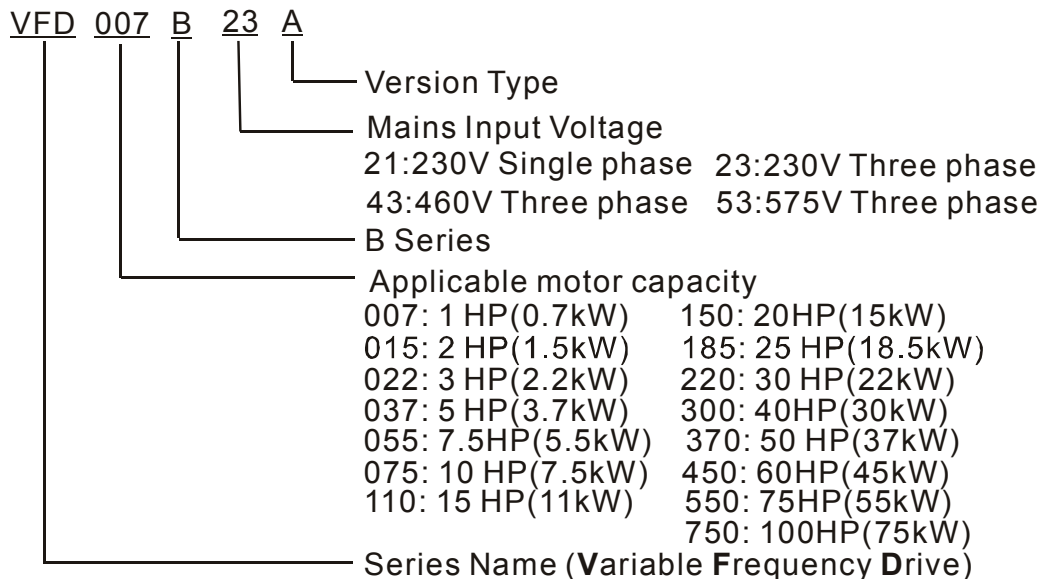 VFD 007 B 23 A
Version Type
Mains Input Voltage
21:230V Single phase 23:230V Three phase
43:460V Three phase 53:575V Three phase
B Series
Applicable motor capacity
007: 1 HP(0.7kW) 150: 20HP(15kW)
015: 2 HP(1.5kW) 185: 25 HP(18.5kW)
022: 3 HP(2.2kW) 220: 30 HP(22kW)
037: 5 HP(3.7kW) 300: 40HP(30kW)
055: 7.5HP(5.5kW) 370: 50 HP(37kW)
075: 10 HP(7.5kW) 450: 60HP(45kW)
110: 15 HP(11kW) 550: 75HP(55kW)
750: 100HP(75kW)
Series Name (Variable Frequency Drive)